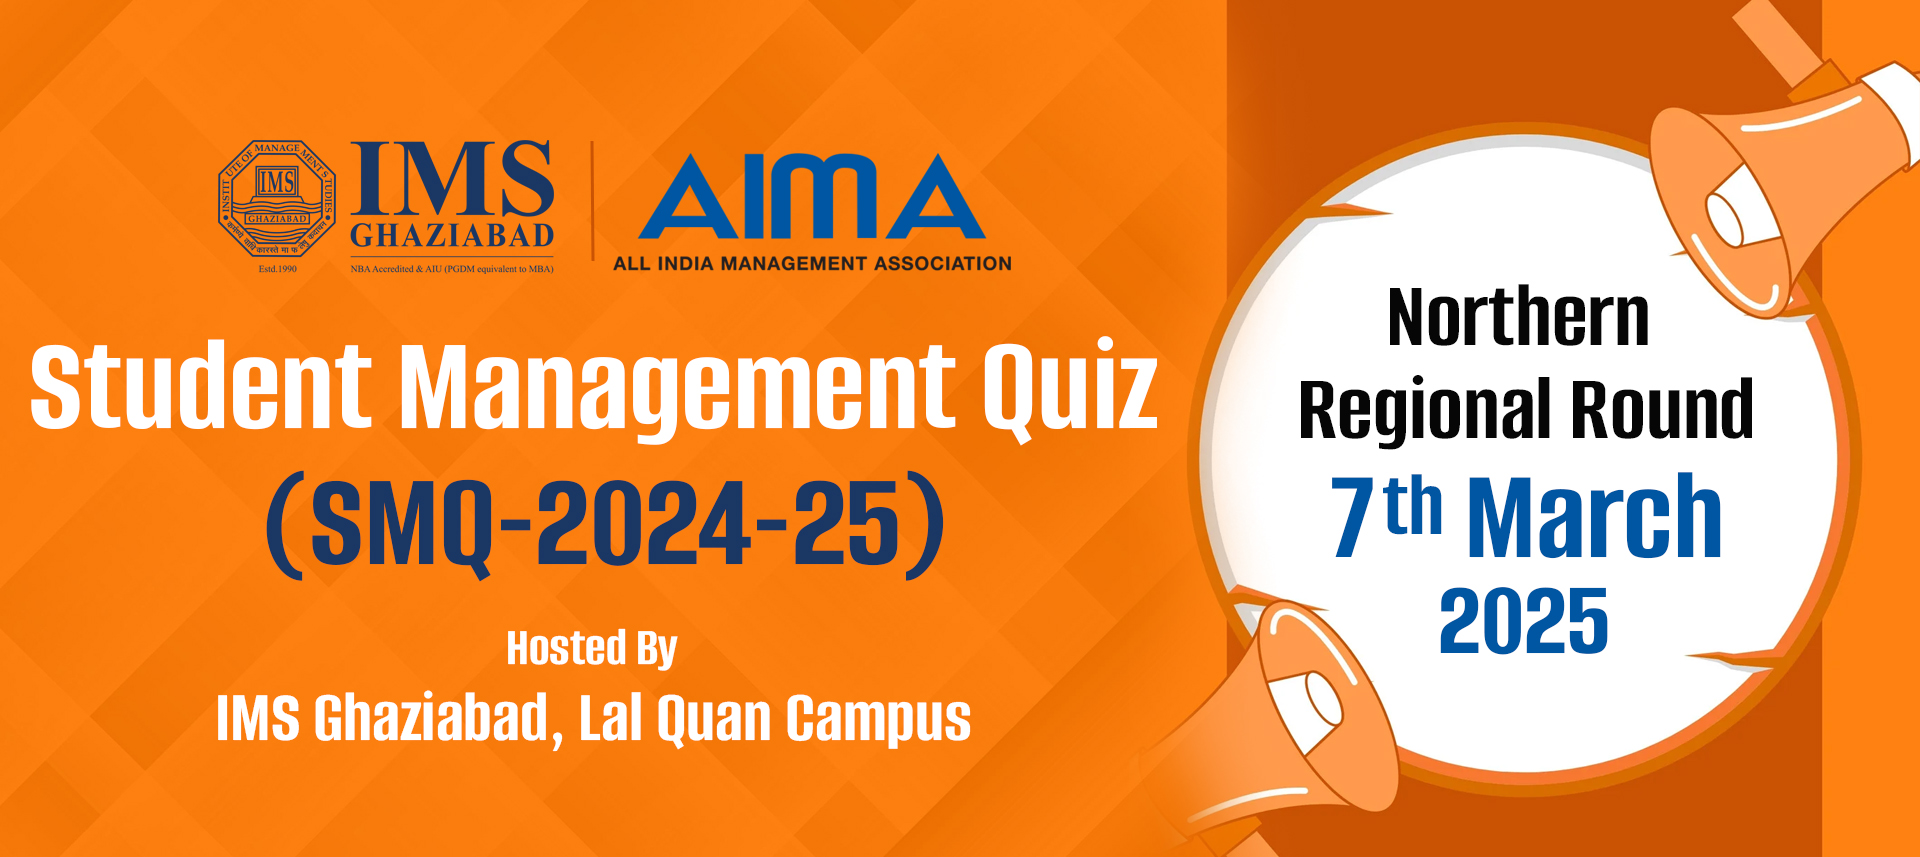 INSTITUTE OF MANAGEMENT STUDIES
IMS
GHAZIABAD
Estd.1990
IMS
GHAZIABAD
NBA Accredited & AIU (PGDM equivalent to MBA)
AIMA
ALL INDIA MANAGEMENT ASSOCIATION
Student Management Quiz
(SMQ-2024-25)
Hosted By
IMS Ghaziabad, Lal Quan Campus
Northern
Regional Round
7th March
2025